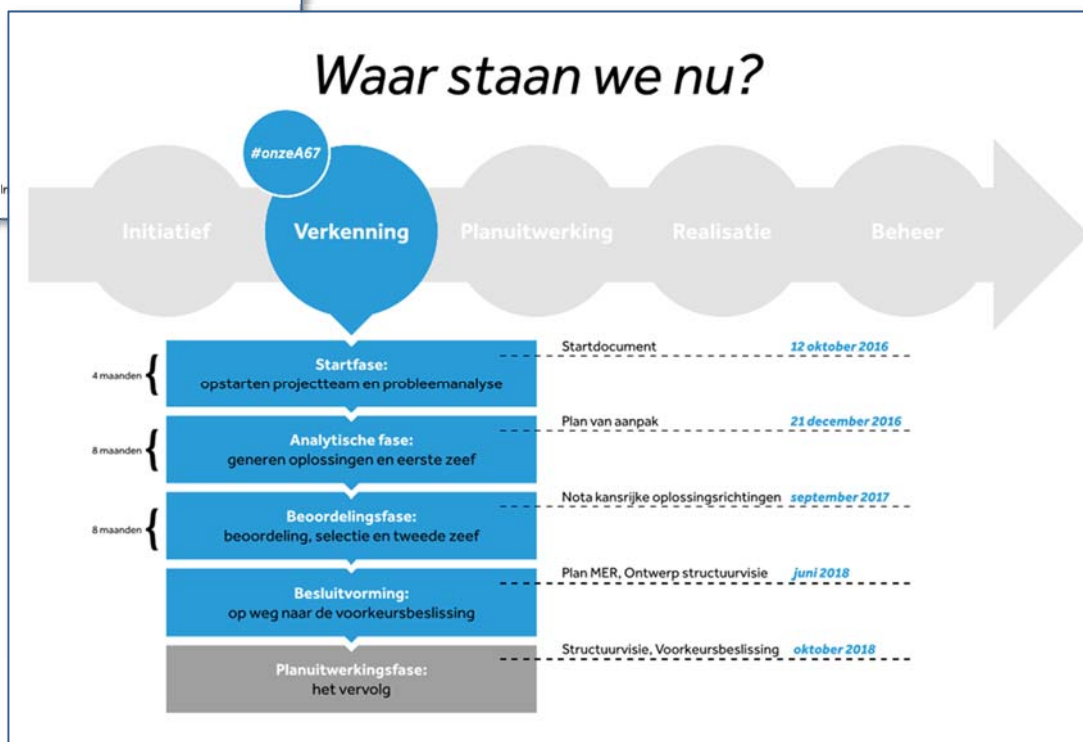 Waar staan we nu?
#onzeA67
Initiatief
Verkenning
Planuitwerking
Realisatie
Beheer
Startdocument 12 oktober 2016
4 maanden
Startfase:
opstarten projectteam en probleemanalyse
Plan van aanpak 21 december 2016
8 maanden
Analytische fase:
generen oplossingen en eerste zeef
Nota kansrijke oplossingsrichtingen september 2017
8 maanden
Beoordelingsfase:
beoordeling, selectie en tweede zeef
Plan MER, Ontwerp structuurvisie juni 2018
Besluitvorming:
op weg naar de voorkeursbeslissing
Structuurvisie, Voorkeursbeslissing oktober 2018
Planuitwerkingsfase:
het vervolg